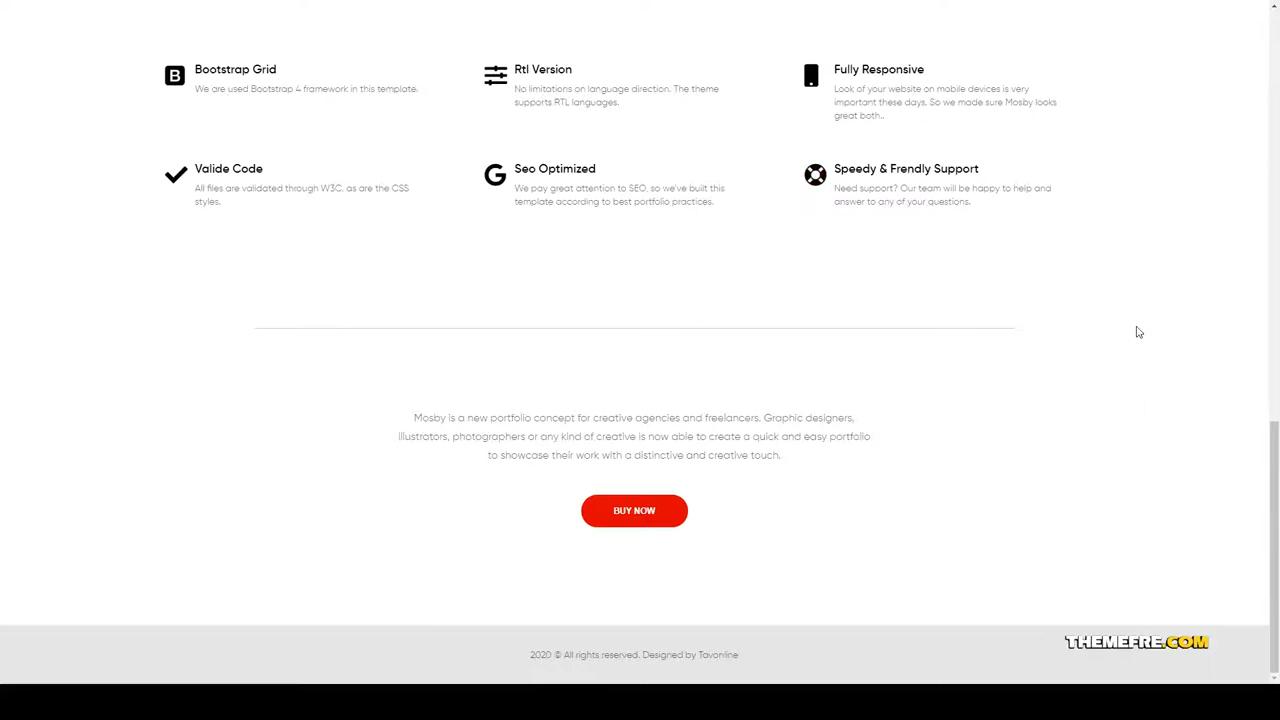 Bootstrap Grid
We are used Bootstrap 4 framework in this template.
Rtl Version
No limitations on language direction. The theme
supports RTL languages.
Fully Responsive
Look of your website on mobile devices is very
important these days. So we made sure Mosby looks
great both..
Valide Code
All files are validated through W3C, as are the CSS
styles.
Seo Optimized
We pay great attention to SEO, so we've built this
template according to best portfolio practices.
Speedy & Frendly Support
Need support? Our team will be happy to help and
answer to any of your questions.
Mosby is a new portfolio concept for creative agencies and freelancers. Graphic designers,
illustrators, photographers or any kind of creative is now able to create a quick and easy portfolio
to showcase their work with a distinctive and creative touch.
BUY NOW
2020 © All rights reserved. Designed by Tavonline
THEMEFRE.COM